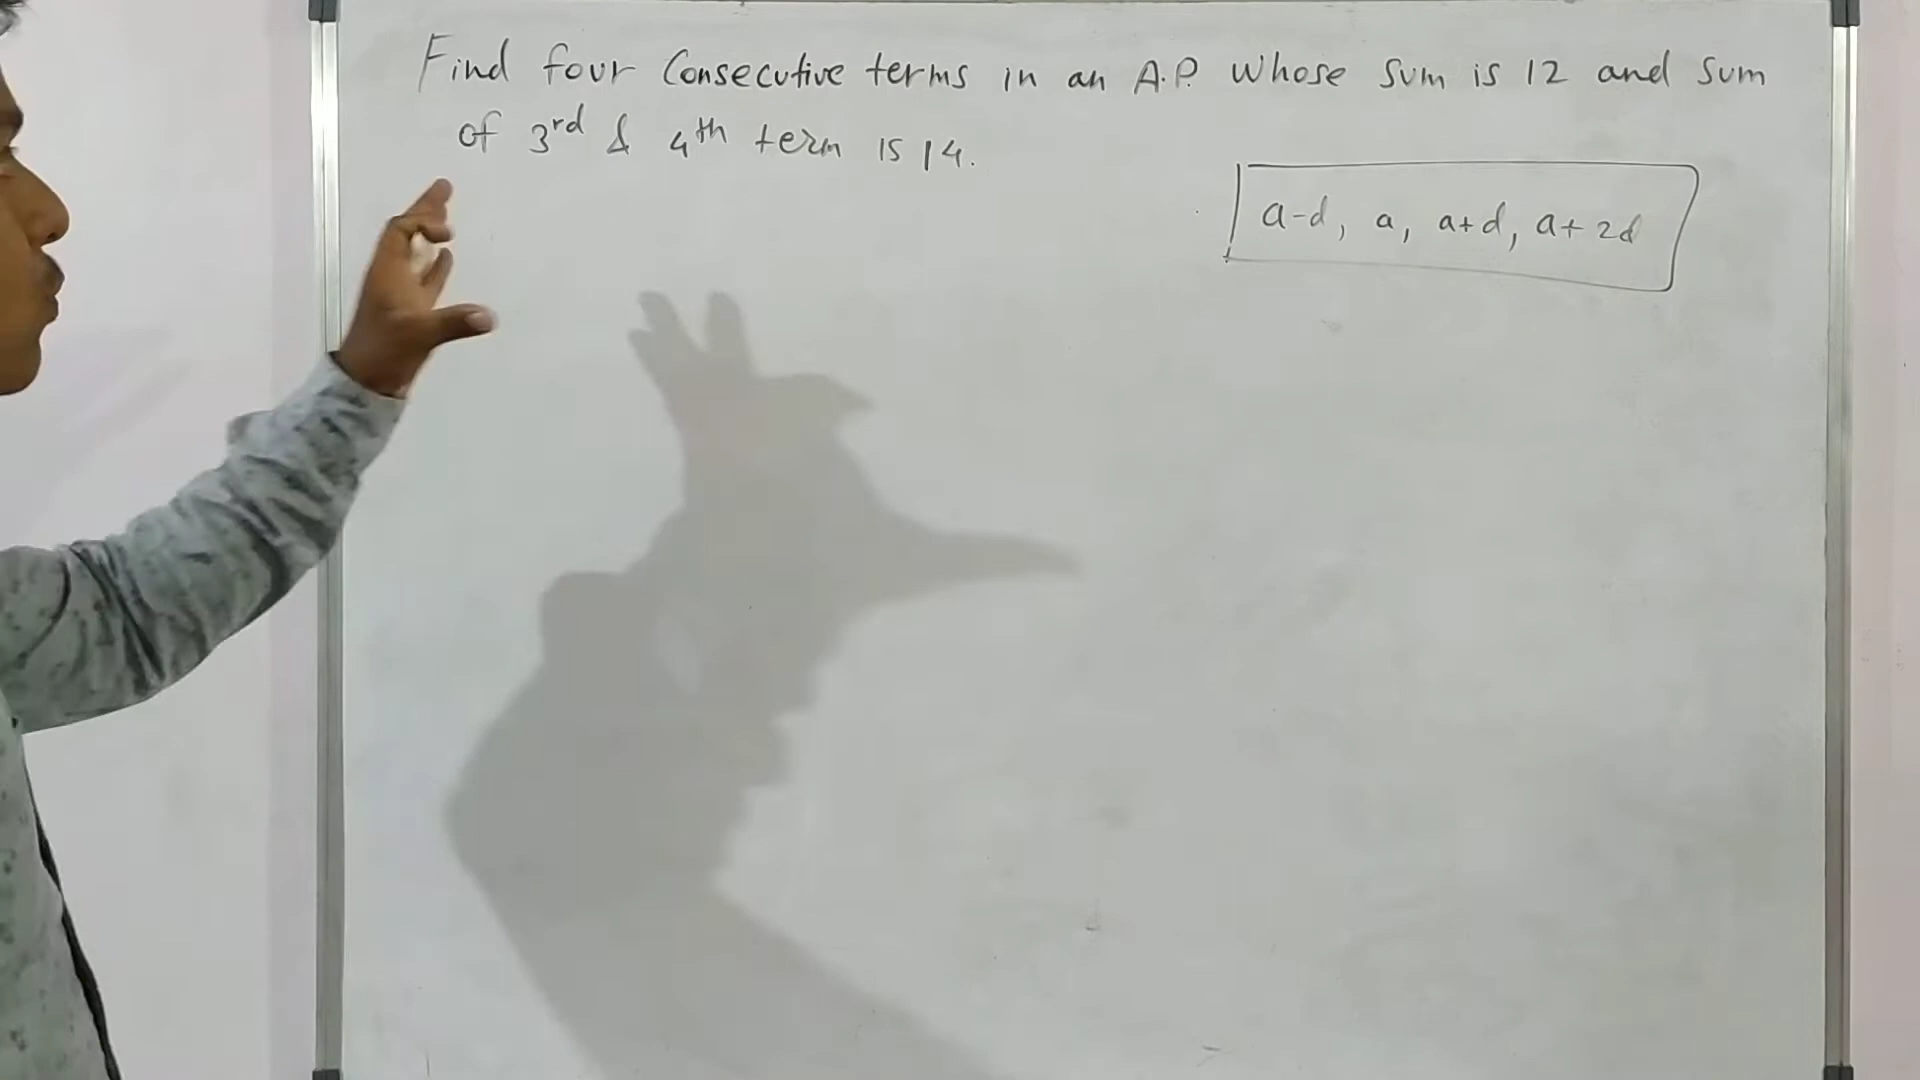 Find four Consecutive terms in an A.P. whose sum is 12 and sum
of 3rd & 4th term is 14.
a-d, a, a+d, a+2d